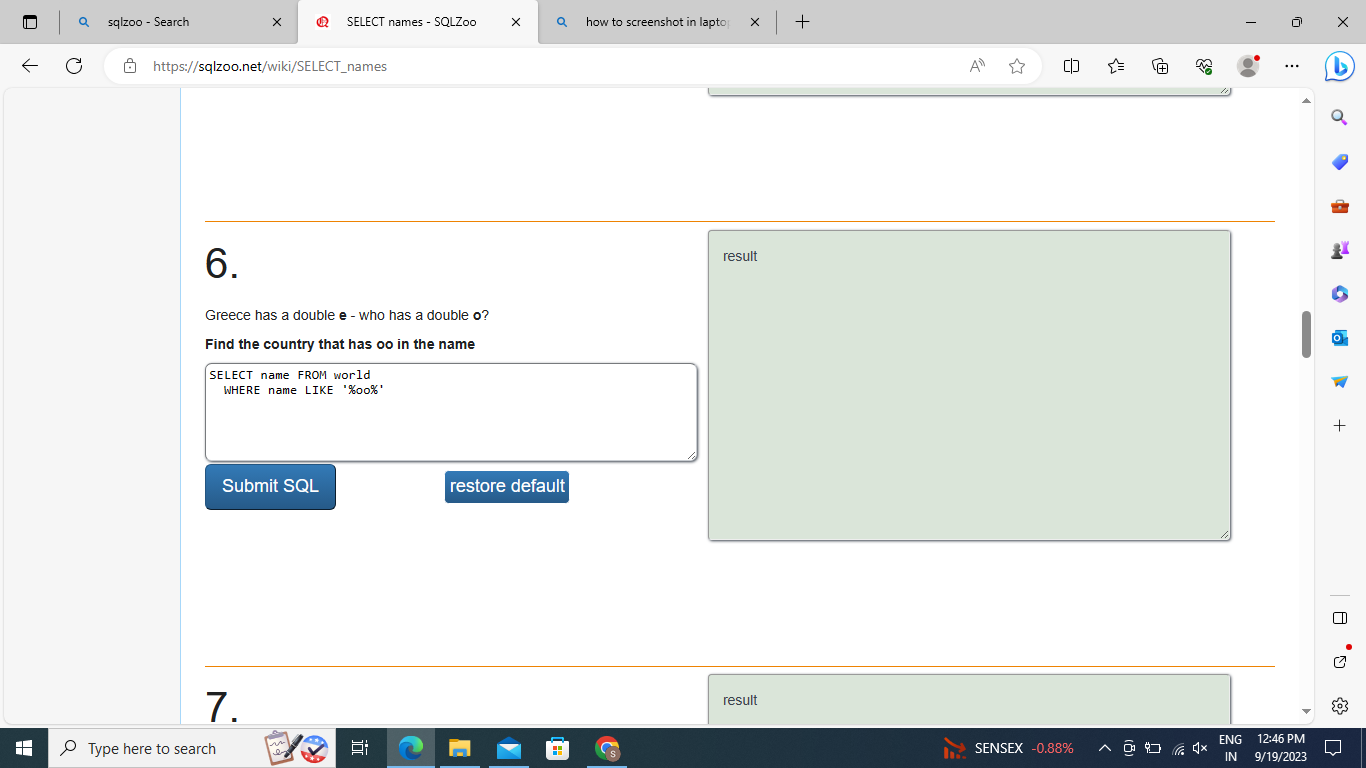 sqlzoo - Search
SELECT names - SQLZoo
how to screenshot in lapto
https://sqlzoo.net/wiki/SELECT_names
6.
Greece has a double e - who has a double o?
Find the country that has oo in the name
SELECT name FROM world
WHERE name LIKE '%oo%'
Submit SQL
restore default
result
7.
result
Type here to search
SENSEX -0.88%
ENG
IN
12:46 PM
9/19/2023